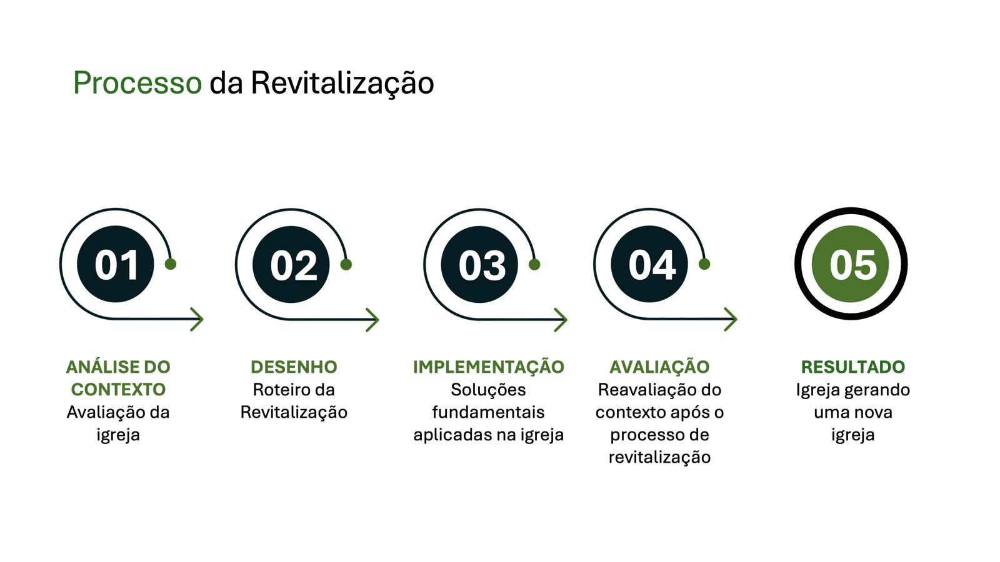 Processo da Revitalização
01
02
03
04
05
ANÁLISE DO
CONTEXTO
Avaliação da
igreja
DESENHO
Roteiro da
Revitalização
IMPLEMENTAÇÃO
Soluções
fundamentais
aplicadas na igreja
AVALIAÇÃO
Reavaliação do
contexto após o
processo de
revitalização
RESULTADO
Igreja gerando
uma nova
igreja